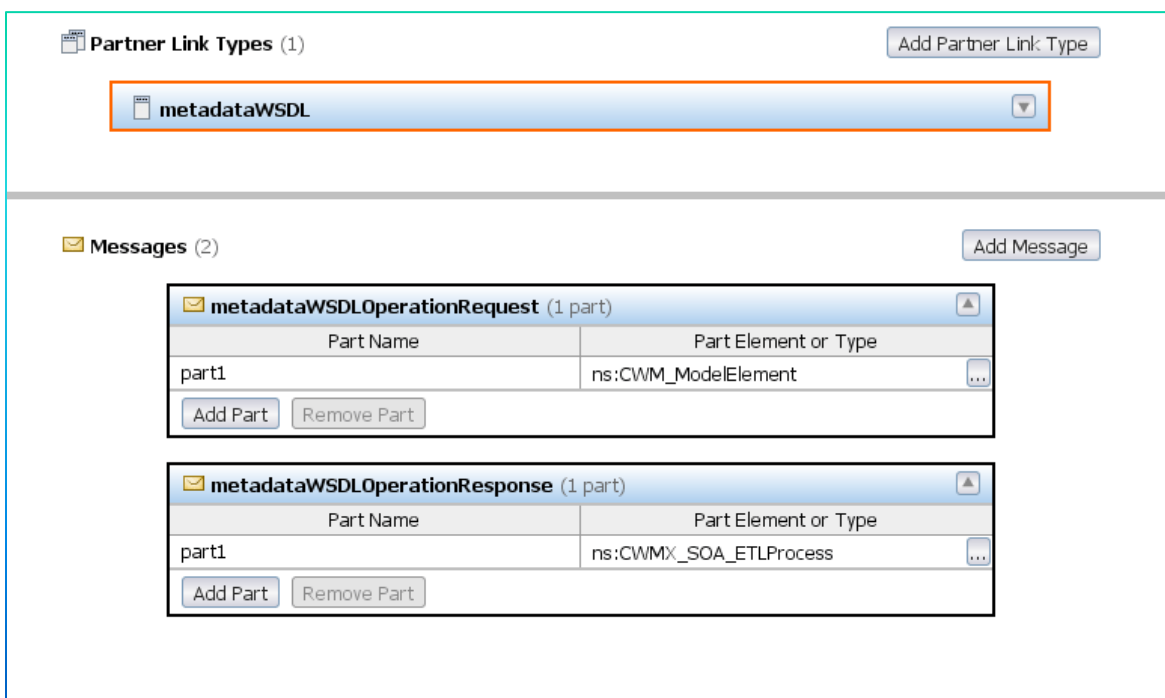 Partner Link Types (1) Add Partner Link Type
metadataWSDL
Messages (2) Add Message
metadataWSDLOperationRequest (1 part)
Part Name Part Element or Type
part1 ns:CWM_ModelElement ...
Add Part Remove Part
metadataWSDLOperationResponse (1 part)
Part Name Part Element or Type
part1 ns:CWMX_SOA_ETLProcess ...
Add Part Remove Part